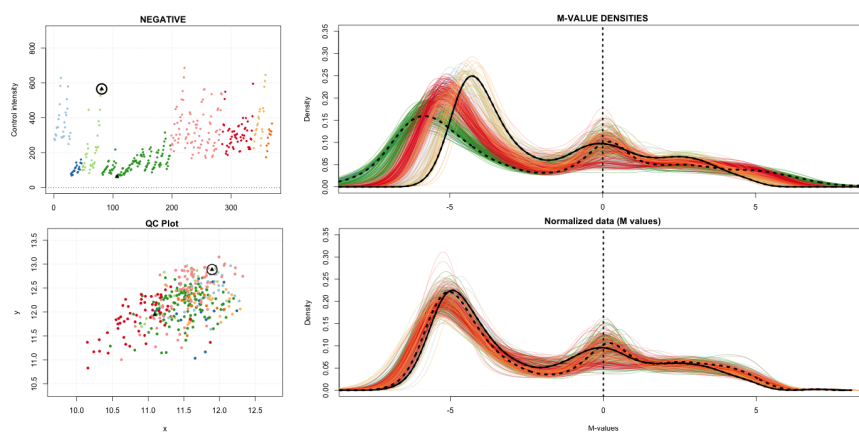 NEGATIVE
Control intensity
800
600
400
200
0
0 50 100 150 200 250 300
M-VALUE DENSITIES
Density
0.35
0.30
0.25
0.20
0.15
0.10
0.05
0.00
-5 0 5
QC Plot
y
13.5
13.0
12.5
12.0
11.5
11.0
10.5
10.0 10.5 11.0 11.5 12.0 12.5
x
Normalized data (M values)
Density
0.35
0.30
0.25
0.20
0.15
0.10
0.05
0.00
-5 0 5
M-values